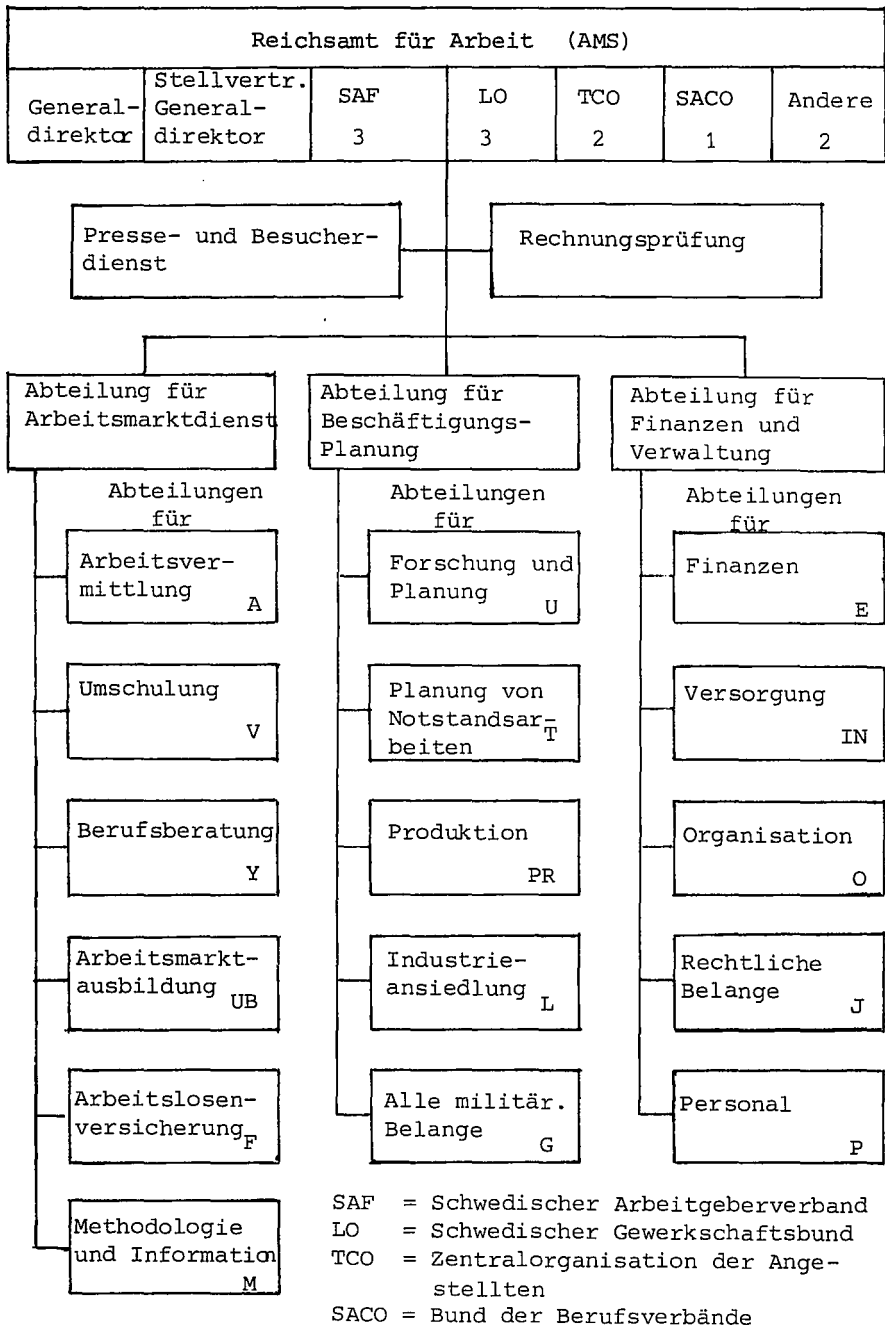 Reichsamt für Arbeit (AMS)
General-
direktor
Stellvertr.
General-
direktor
SAF
3
LO
3
TCO
2
SACO
1
Andere
2
Presse- und Besucher-
dienst
Rechnungsprüfung
Abteilung für
Arbeitsmarktdienst
Abteilung für
Beschäftigungs-
Planung
Abteilung für
Finanzen und
Verwaltung
Abteilungen
für
Arbeitsver-
mittlung
A
Umschulung
V
Berufsberatung
Y
Arbeitsmarkt-
ausbildung UB
Arbeitslosen-
versicherung F
Methodologie
und Information
M
Abteilungen
für
Forschung und
Planung
U
Planung von
Notstandsar-
T
beiten
Produktion
PR
Industrie-
ansiedlung
L
Alle militär.
Belange
G
Abteilungen
für
Finanzen
E
Versorgung
IN
Organisation
O
Rechtliche
Belange
J
Personal
P
SAF = Schwedischer Arbeitgeberverband
LO = Schwedischer Gewerkschaftsbund
TCO = Zentralorganisation der Ange-
stellten
SACO = Bund der Berufsverbände